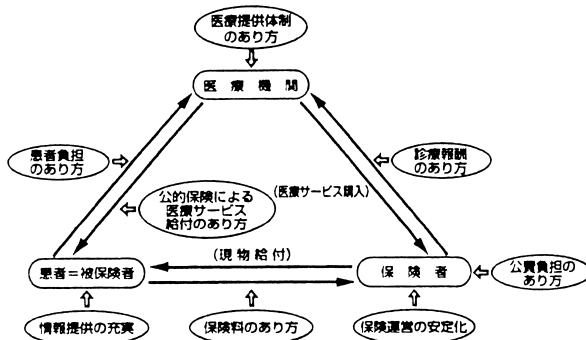 医療提供体制
のあり方
医療機関
患者負担
のあり方
診療報酬
のあり方
公的保険による
医療サービス
給付のあり方
(医療サービス購入)
(現物給付)
患者=被保険者
保険者
公費負担の
あり方
情報提供の充実
保険料のあり方
保険運営の安定化